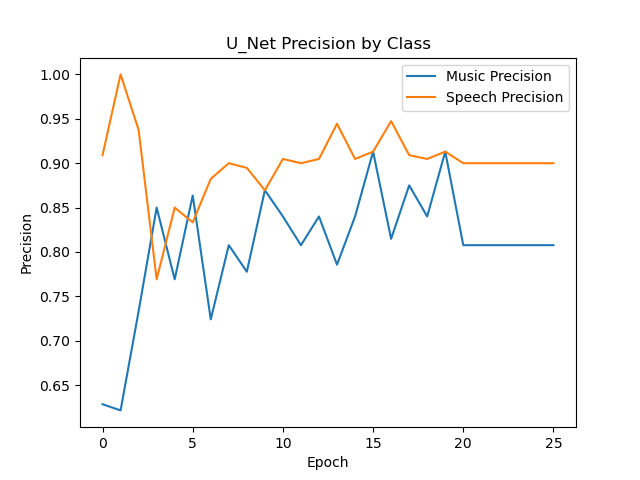 U_Net Precision by Class
Music Precision
Speech Precision
Precision
1.00
0.95
0.90
0.85
0.80
0.75
0.70
0.65
0 5 10 15 20 25
Epoch